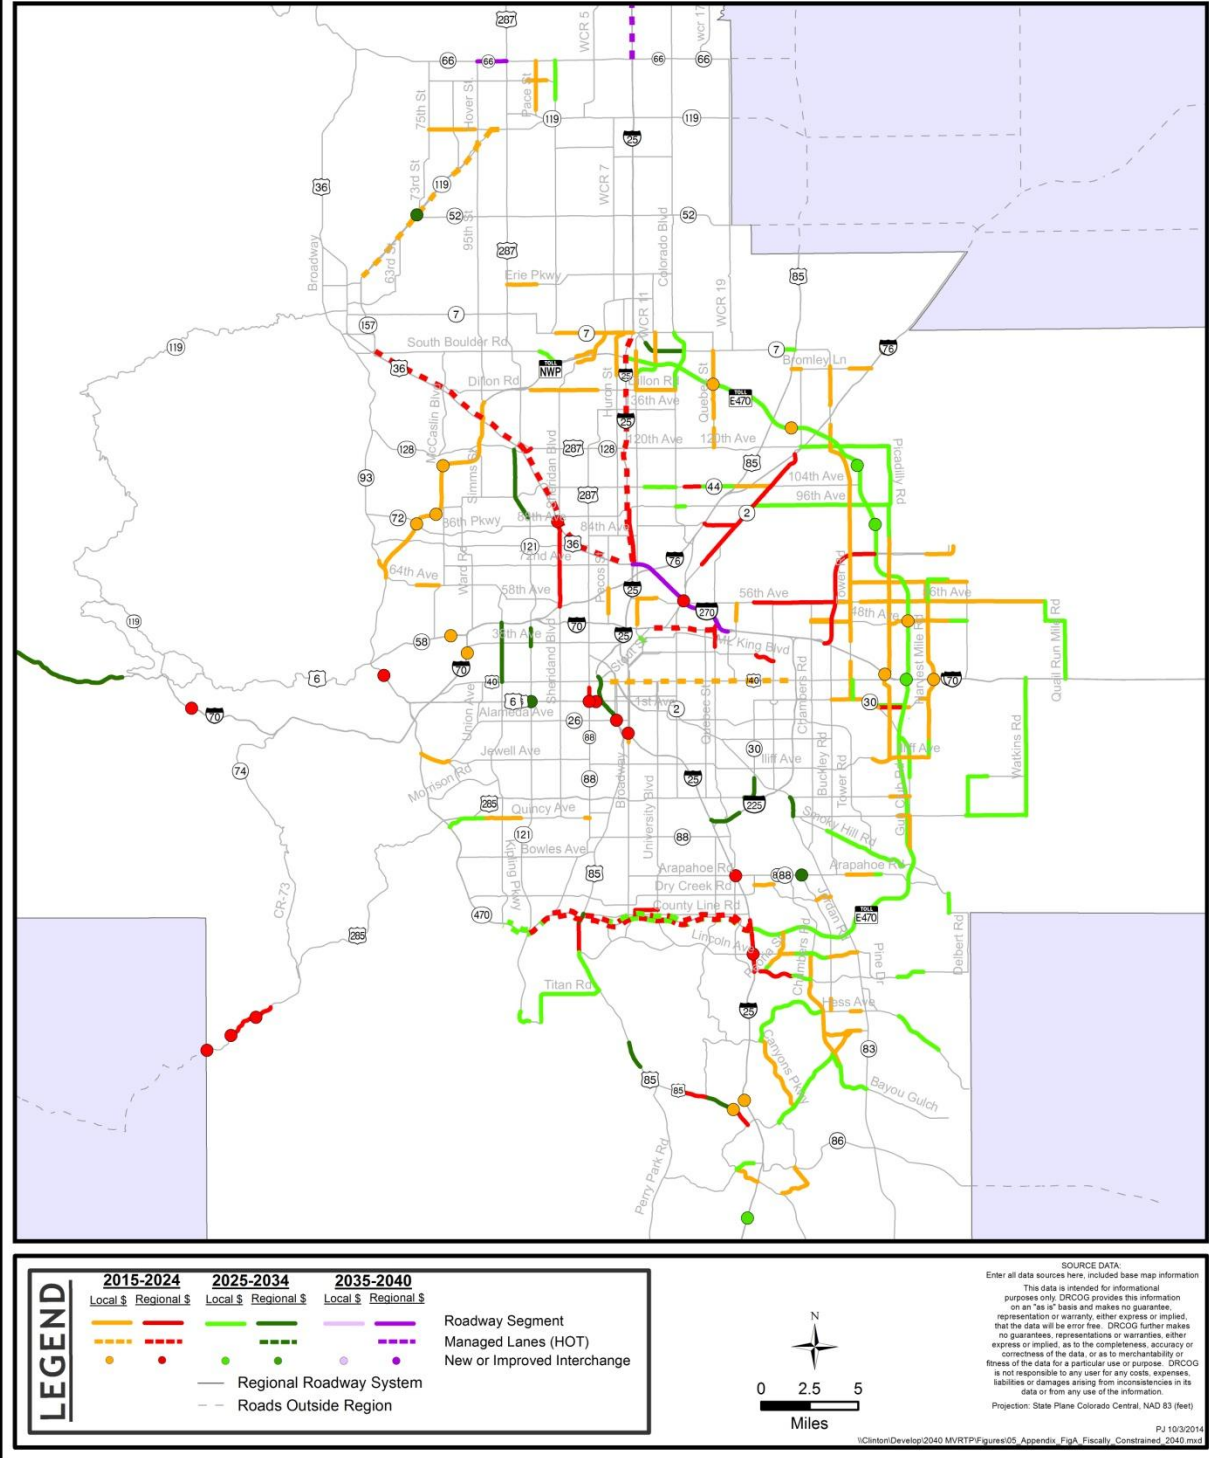 287
WCR 5
wcr 17
66
66
66
66
75th St
Hover St.
Pace St
119
119
25
36
73rd St
119
WCR 7
52
52
95th St
Colorado Blvd
Broadway
63rd St
287
Erie Pkwy
85
WCR 11
WCR 19
157
7
7
7
76
119
South Boulder Rd
Bromley Ln
36
TOLL
NWP
25
Dillon Rd
Dillon Rd
Huron St
Quebec St
TOLL
E-470
McCaslin Blvd
25
120th Ave
120th Ave
128
287
128
85
Sheridan Blvd
Picadilly Rd
93
Simms St
104th Ave
44
96th Ave
287
72
86th Pkwy
84th Ave
2
121
36
72nd Ave
76
Ward Rd
Pecos St
Tower Rd
64th Ave
58th Ave
25
56th Ave
270
48th Ave
119
70
25
58
38th Ave
ML King Blvd
Harvest Mile Rd
Quail Run Mile Rd
70
6
40
40
70
Sheridand Blvd
Chambers Rd
6
1st Ave
2
30
70
Union Ave
Alameda Ave
26
Quebec St
88
Jewell Ave
30
Iliff Ave
Iliff Ave
Watkins Rd
74
Morrison Rd
88
Broadway
25
Buckley Rd
Tower Rd
285
Quincy Ave
225
Smoky Hill Rd
University Blvd
121
88
Bowles Ave
85
Arapahoe Rd
88
Arapahoe Rd
Kipling Pkwy
Dry Creek Rd
Jordan Rd
CR-73
County Line Rd
470
TOLL
E-470
285
Lincoln Ave
Chambers Rd
Pine Dr
Delbert Rd
Titan Rd
25
Hess Ave
83
Canyons Pkwy
85
85
Bayou Gulch
86
Perry Park Rd
LEGEND
2015-2024 2025-2034 2035-2040
Local $ Regional $ Local $ Regional $ Local $ Regional $
Roadway Segment
Managed Lanes (HOT)
New or Improved Interchange
Regional Roadway System
Roads Outside Region
N
0 2.5 5
Miles
SOURCE DATA:
Enter all data sources here, included base map information
This data is intended for informational
purposes only. DRCOG provides this information
on an "as is" basis and makes no guarantee,
representation or warranty, either express or implied,
that the data will be error free. DRCOG further makes
no guarantees, representations or warranties, either
express or implied, as to the completeness, accuracy or
correctness of the data, or as to merchantability or
fitness of the data for a particular use or purpose. DRCOG
is not responsible to any user for any costs, expenses,
liabilities or damages arising from inconsistencies in its
data or from any use of the information.
Projection: State Plane Colorado Central, NAD 83 (feet)
PJ 10/3/2014
\\Clinton\Develop\2040 MVRTP\Figures\05_Appendix_FigA_Fiscally_Constrained_2040.mxd